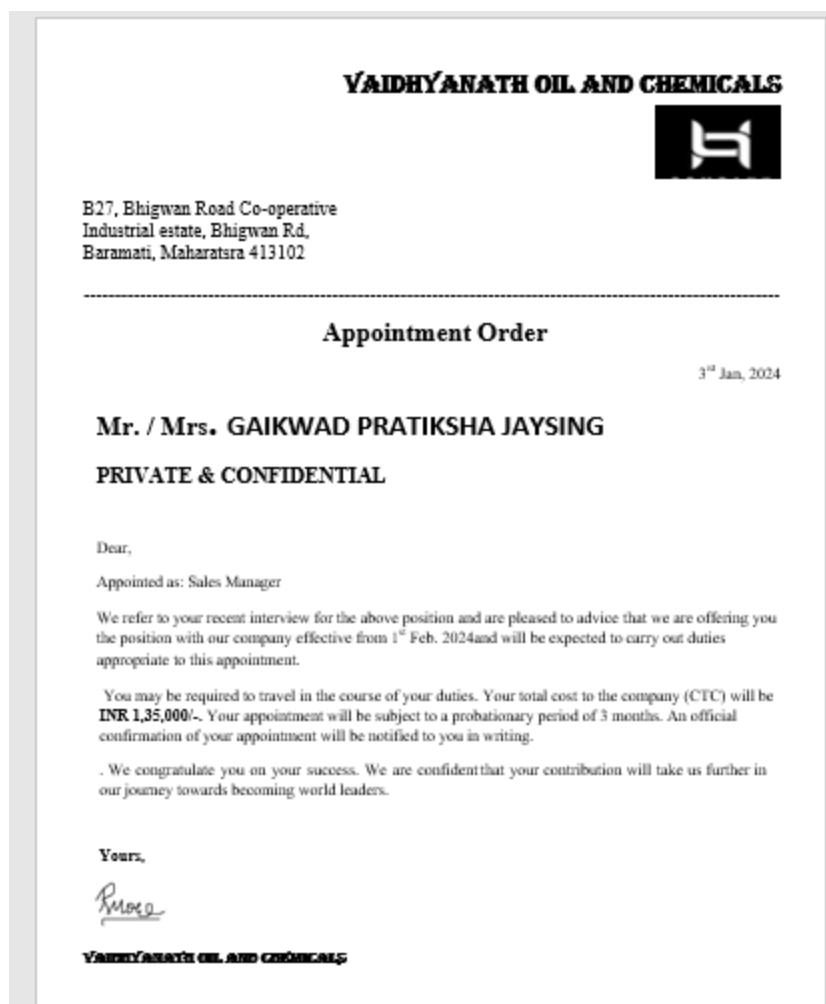 VAIDHYANATH OIL AND CHEMICALS
B27, Bhigwan Road Co-operative
Industrial estate, Bhigwan Rd,
Baramati, Maharatsra 413102
Appointment Order
3rd Jan, 2024
Mr. / Mrs. GAIKWAD PRATIKSHA JAYSING
PRIVATE & CONFIDENTIAL
Dear,
Appointed as: Sales Manager
We refer to your recent interview for the above position and are pleased to advice that we are offering you
the position with our company effective from 1st Feb. 2024and will be expected to carry out duties
appropriate to this appointment.
You may be required to travel in the course of your duties. Your total cost to the company (CTC) will be
INR 1,35,000/-. Your appointment will be subject to a probationary period of 3 months. An official
confirmation of your appointment will be notified to you in writing.
. We congratulate you on your success. We are confident that your contribution will take us further in
our journey towards becoming world leaders.
Yours,
VAIDHYANATH OIL AND CHEMICALS